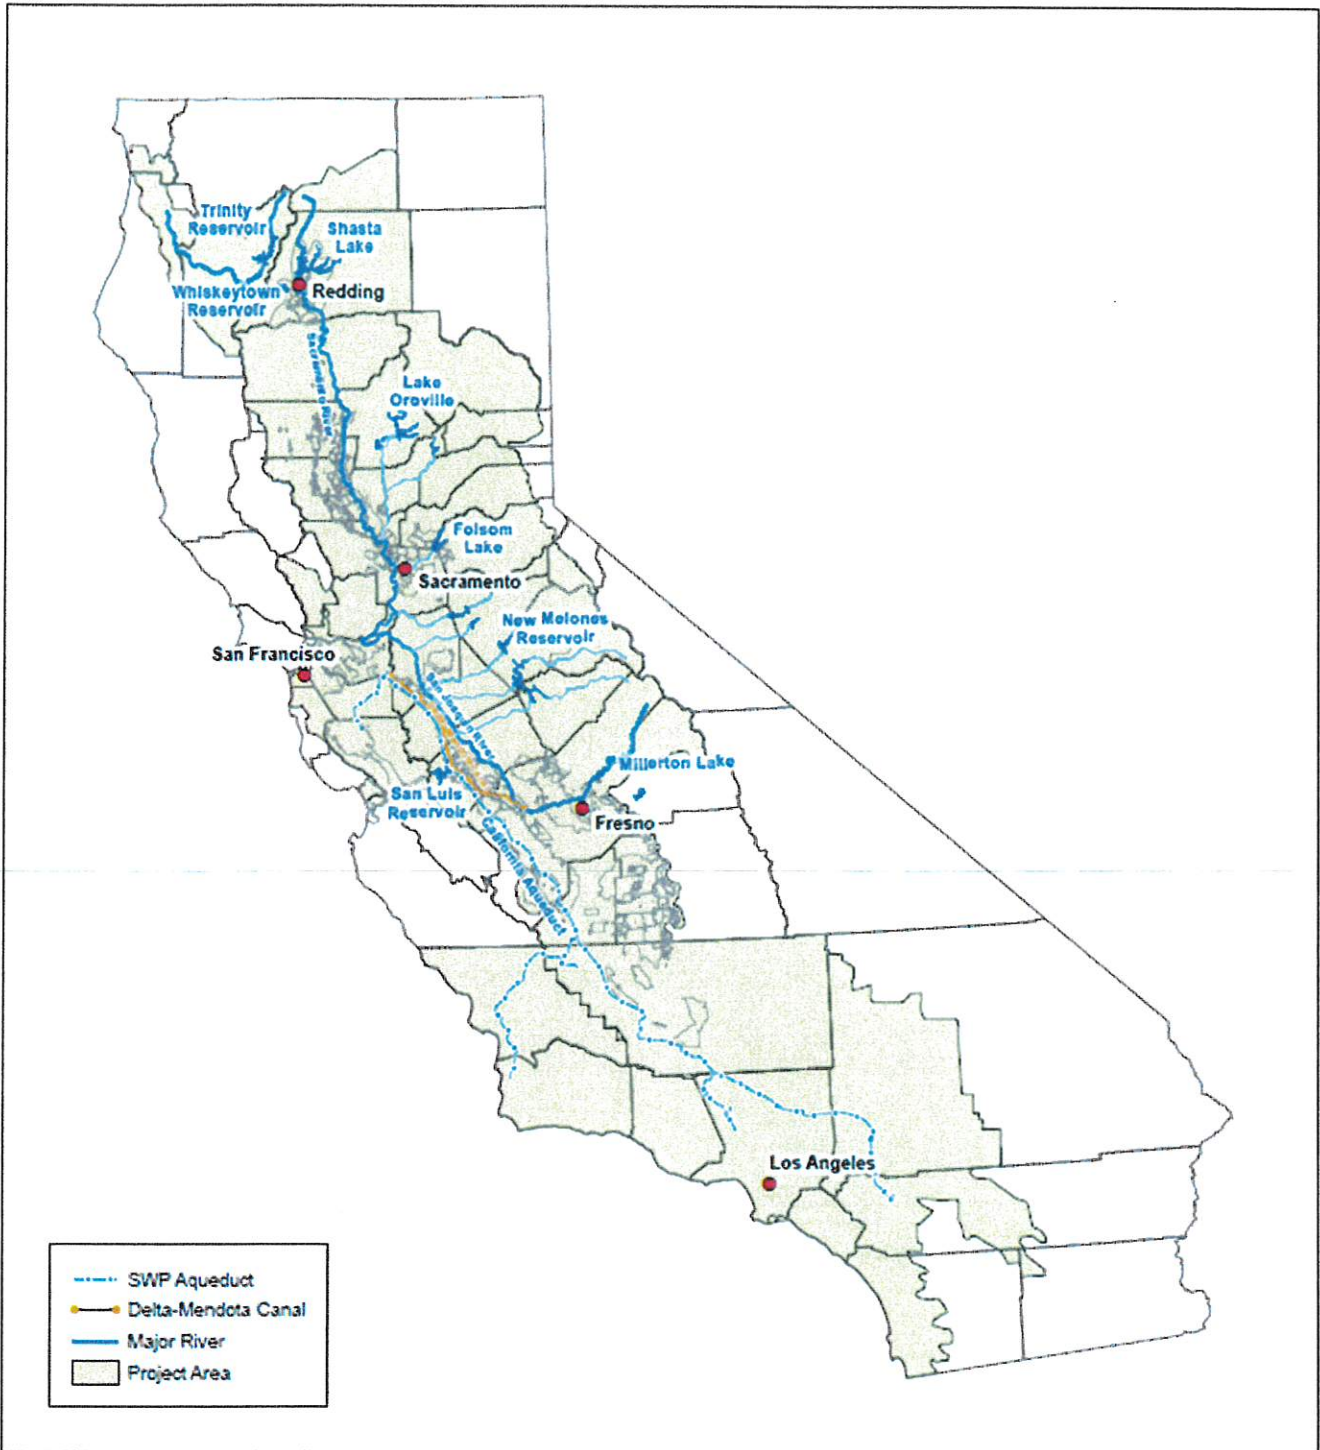 Trinity
Reservoir
Shasta
Lake
Whiskeytown
Reservoir
Redding
Sacramento River
Lake
Oroville
Folsom
Lake
Sacramento
New Melones
Reservoir
San Francisco
San Joaquin River
Millerton Lake
San Luis
Reservoir
Fresno
California Aqueduct
Los Angeles
SWP Aqueduct
Delta-Mendota Canal
Major River
Project Area